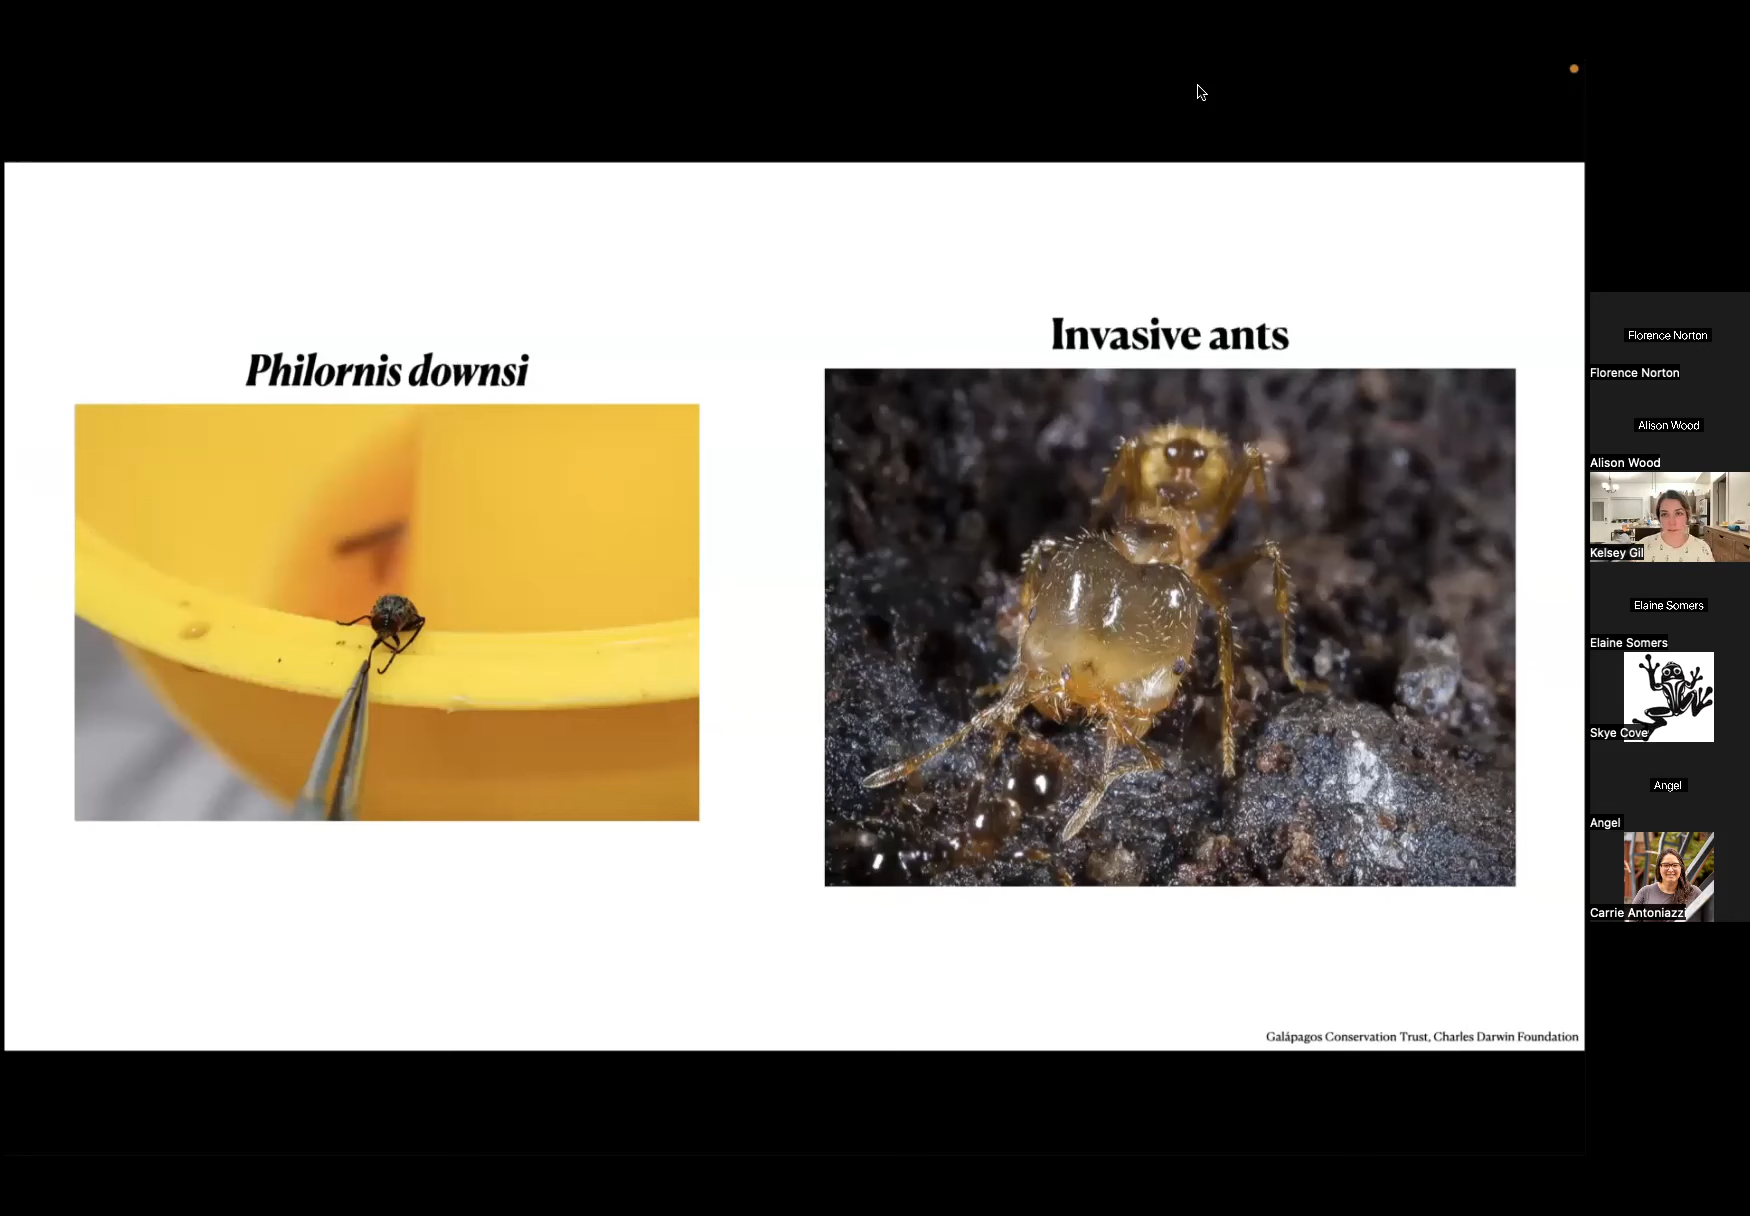 Philornis downsi
Invasive ants
Galápagos Conservation Trust, Charles Darwin Foundation
Florence Norton
Florence Norton
Alison Wood
Alison Wood
Kelsey Gil
Elaine Somers
Elaine Somers
Skye Cove
Angel
Angel
Carrie Antoniazzi